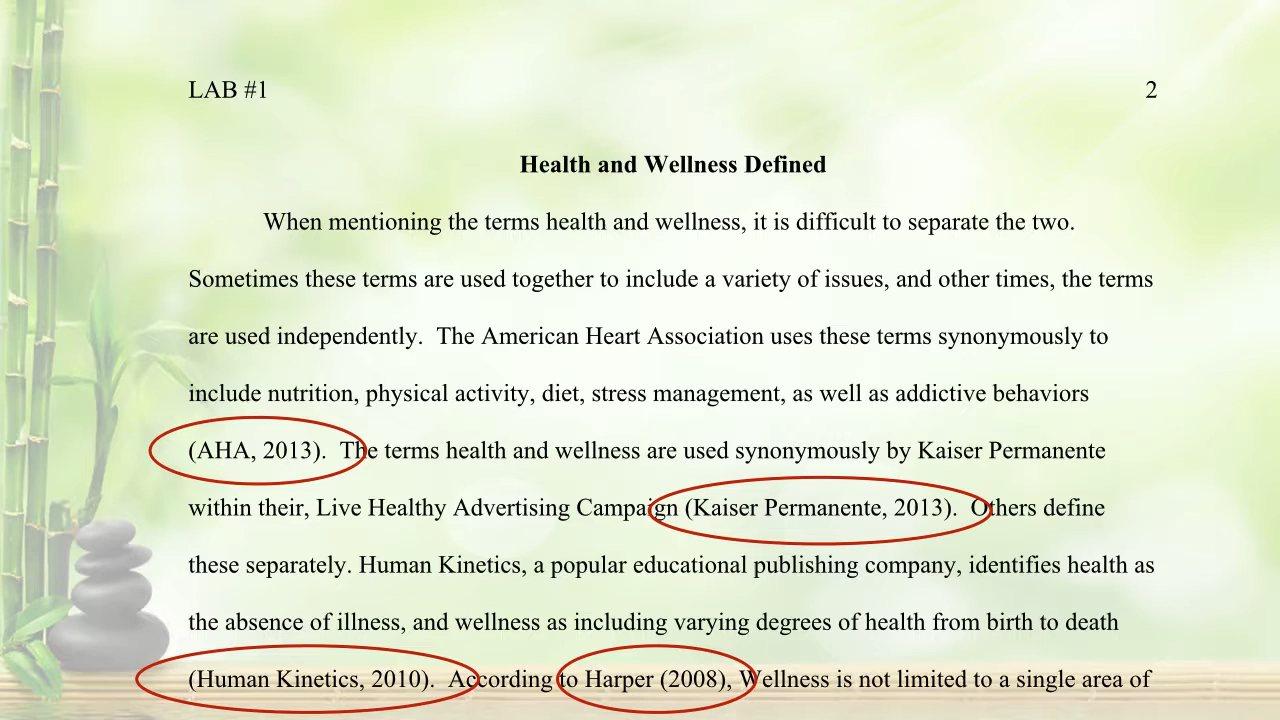 LAB #1 2
Health and Wellness Defined
When mentioning the terms health and wellness, it is difficult to separate the two.
Sometimes these terms are used together to include a variety of issues, and other times, the terms
are used independently.  The American Heart Association uses these terms synonymously to
include nutrition, physical activity, diet, stress management, as well as addictive behaviors
(AHA, 2013).  The terms health and wellness are used synonymously by Kaiser Permanente
within their, Live Healthy Advertising Campaign (Kaiser Permanente, 2013).  Others define
these separately. Human Kinetics, a popular educational publishing company, identifies health as
the absence of illness, and wellness as including varying degrees of health from birth to death
(Human Kinetics, 2010).  According to Harper (2008), Wellness is not limited to a single area of